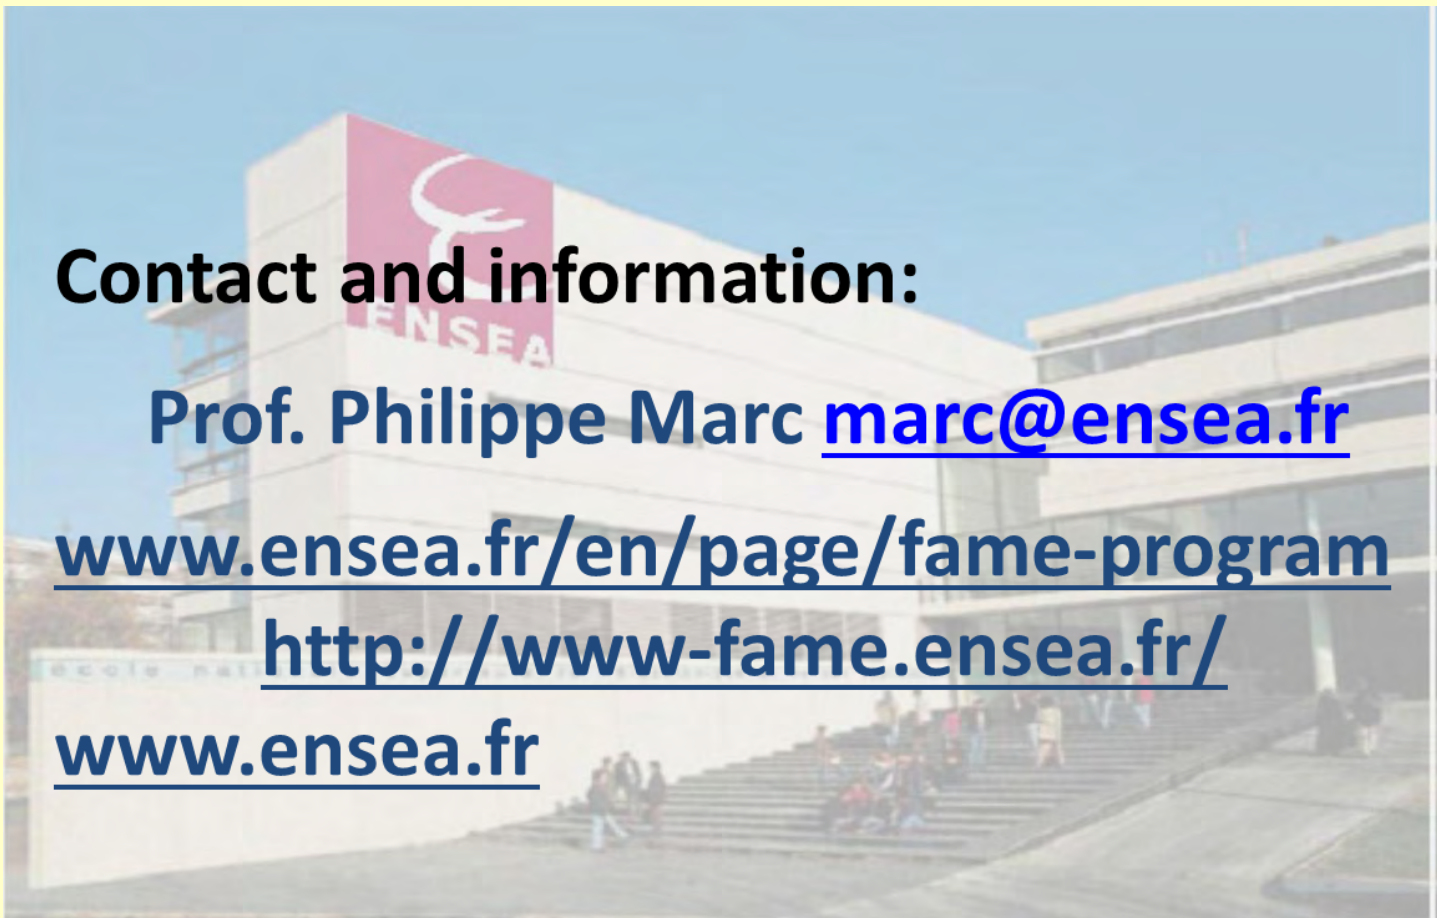 ENSEA
Contact and information:
Prof. Philippe Marc marc@ensea.fr
www.ensea.fr/en/page/fame-program
http://www-fame.ensea.fr/
école
www.ensea.fr